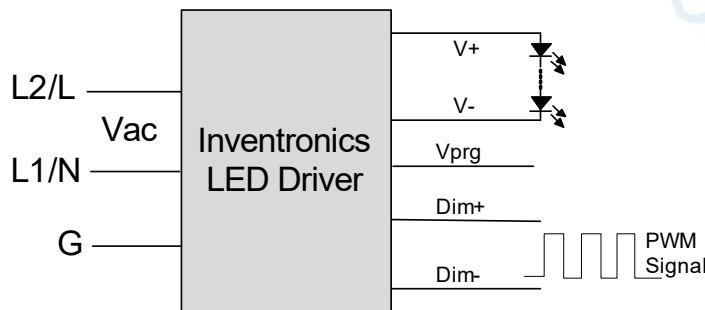 L2/L
Vac
L1/N
G
Inventronics
LED Driver
V+
V-
Vprg
Dim+
Dim-
PWM
Signal